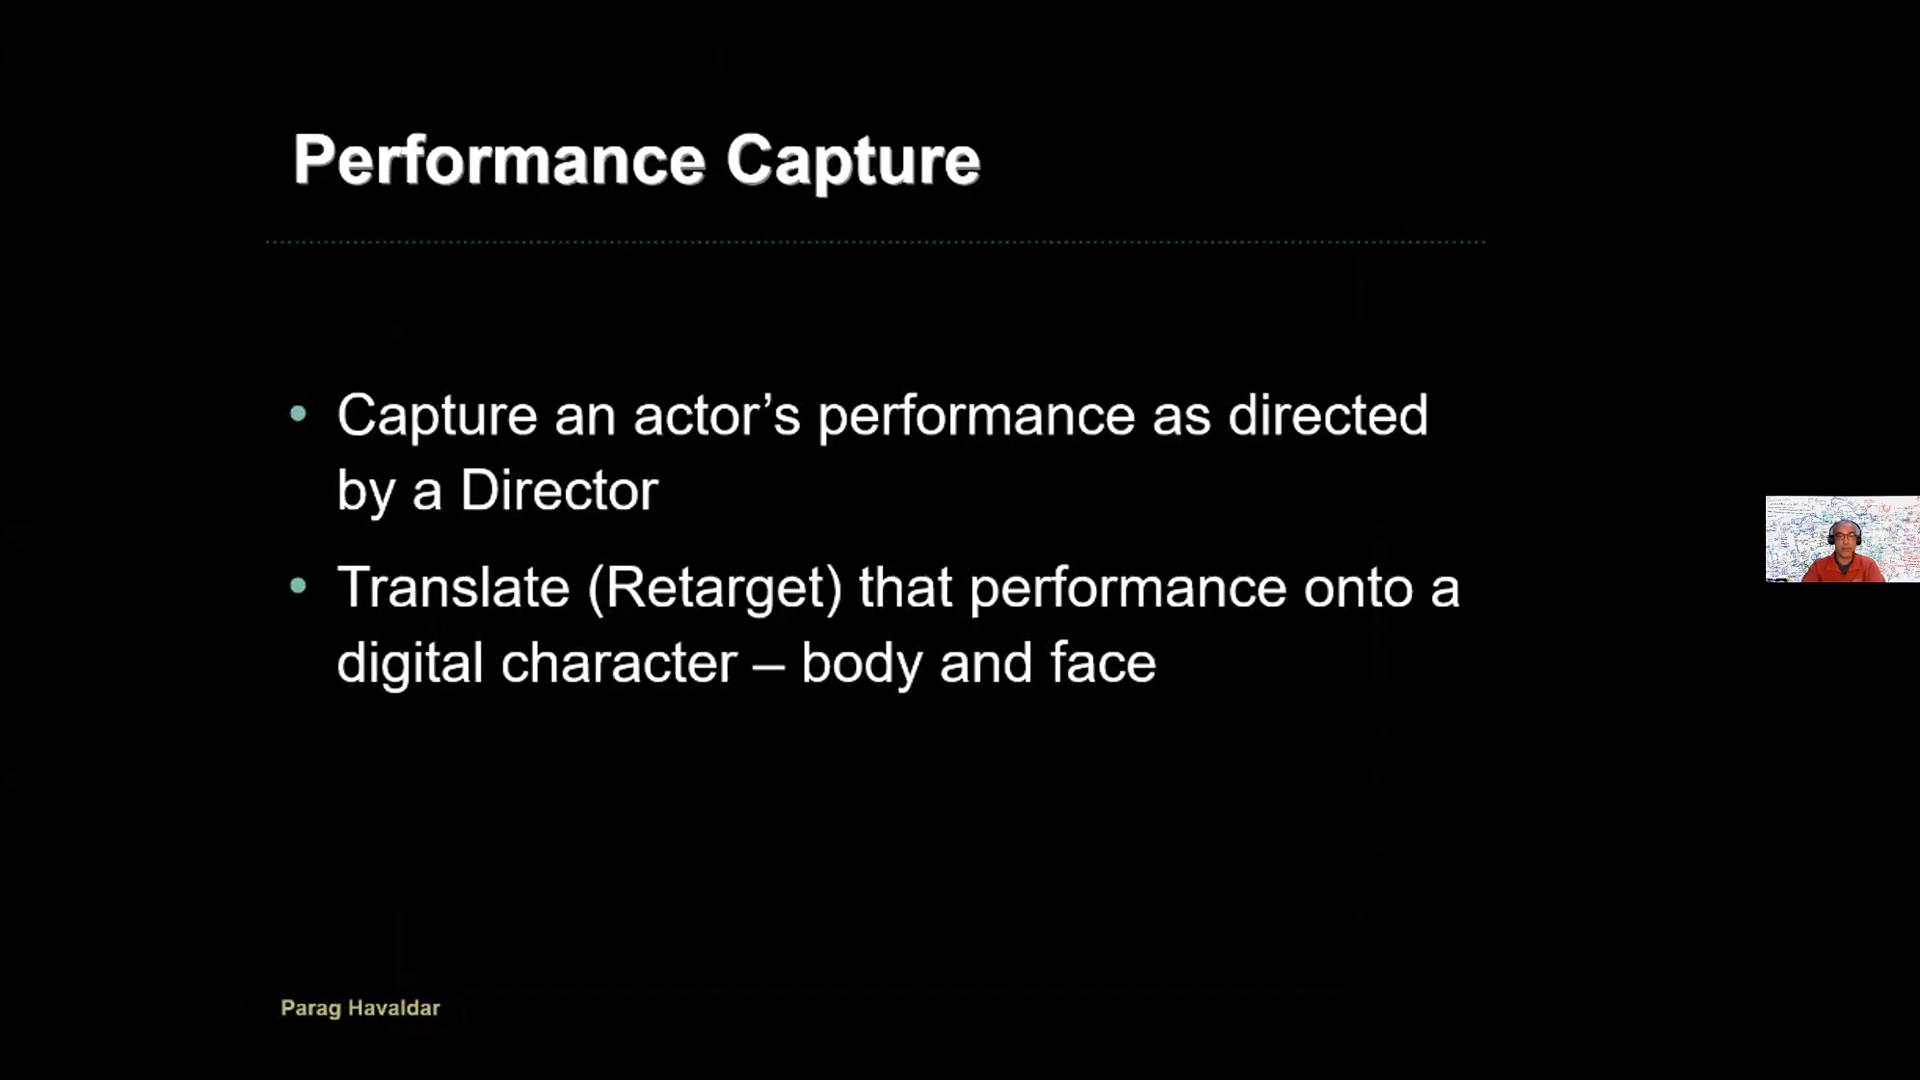 Performance Capture
• Capture an actor’s performance as directed
by a Director
• Translate (Retarget) that performance onto a
digital character – body and face
Parag Havaldar